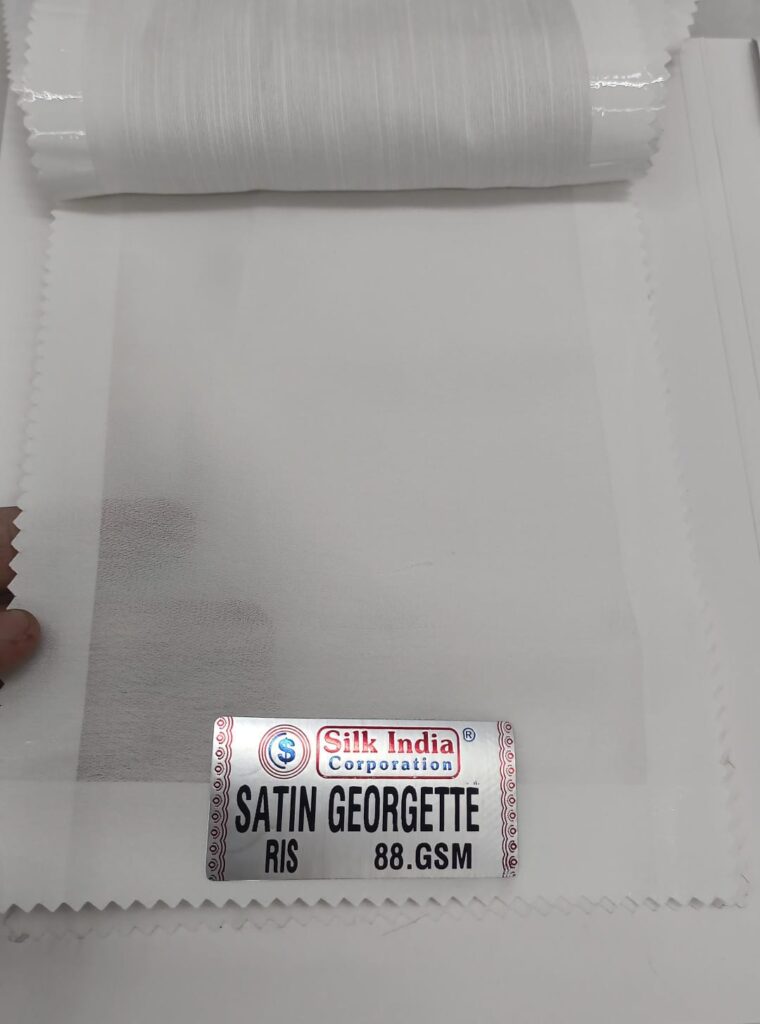 Silk India ®
Corporation
SATIN GEORGETTE
RIS 88.GSM